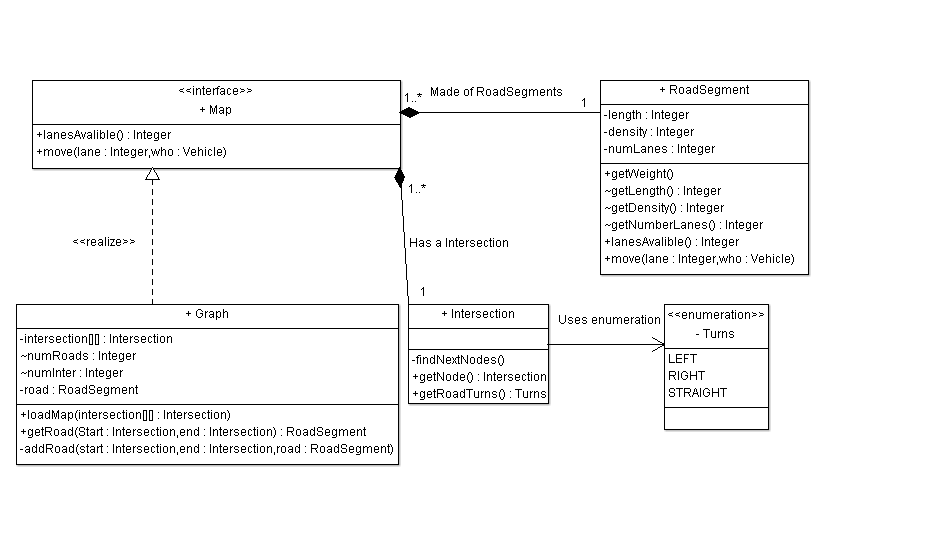 <<interface>>
+ Map
+lanesAvalible() : Integer
+move(lane : Integer,who : Vehicle)
1..*
Made of RoadSegments
1
+ RoadSegment
-length : Integer
-density : Integer
-numLanes : Integer
+getWeight()
~getLength() : Integer
~getDensity() : Integer
~getNumberLanes() : Integer
+lanesAvalible() : Integer
+move(lane : Integer,who : Vehicle)
1..*
<<realize>>
Has a Intersection
1
+ Graph
-intersection[][] : Intersection
~numRoads : Integer
~numInter : Integer
-road : RoadSegment
+loadMap(intersection[][] : Intersection)
+getRoad(Start : Intersection,end : Intersection) : RoadSegment
-addRoad(start : Intersection,end : Intersection,road : RoadSegment)
+ Intersection
-findNextNodes()
+getNode() : Intersection
+getRoadTurns() : Turns
Uses enumeration
<<enumeration>>
- Turns
LEFT
RIGHT
STRAIGHT